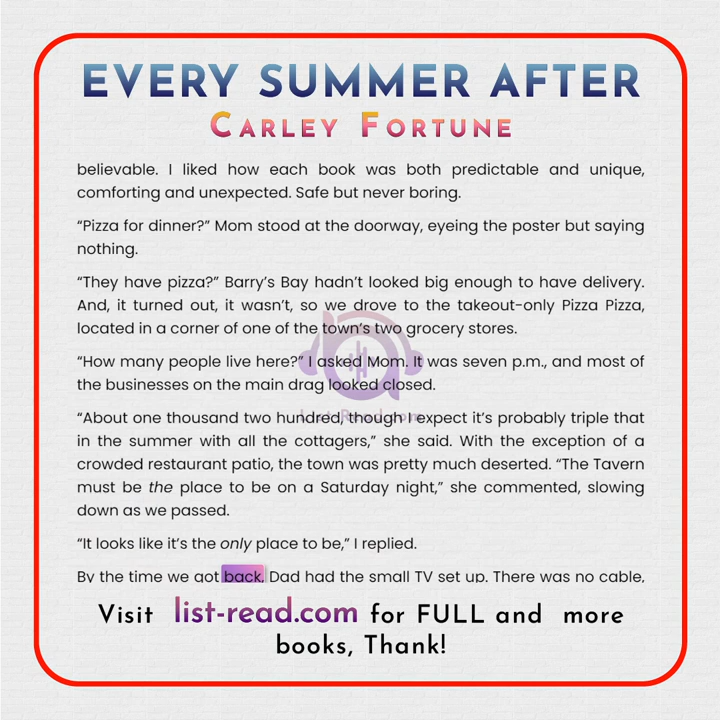 EVERY SUMMER AFTER
CARLEY FORTUNE
believable. I liked how each book was both predictable and unique,
comforting and unexpected. Safe but never boring.
“Pizza for dinner?” Mom stood at the doorway, eyeing the poster but saying
nothing.
“They have pizza?” Barry’s Bay hadn’t looked big enough to have delivery.
And, it turned out, it wasn’t, so we drove to the takeout-only Pizza Pizza,
located in a corner of one of the town’s two grocery stores.
“How many people live here?” I asked Mom. It was seven p.m., and most of
the businesses on the main drag looked closed.
“About one thousand two hundred, though I expect it’s probably triple that
in the summer with all the cottagers,” she said. With the exception of a
crowded restaurant patio, the town was pretty much deserted. “The Tavern
must be the place to be on a Saturday night,” she commented, slowing
down as we passed.
“It looks like it’s the only place to be,” I replied.
By the time we got back, Dad had the small TV set up. There was no cable,
Visit list-read.com for FULL and more
books, Thank!